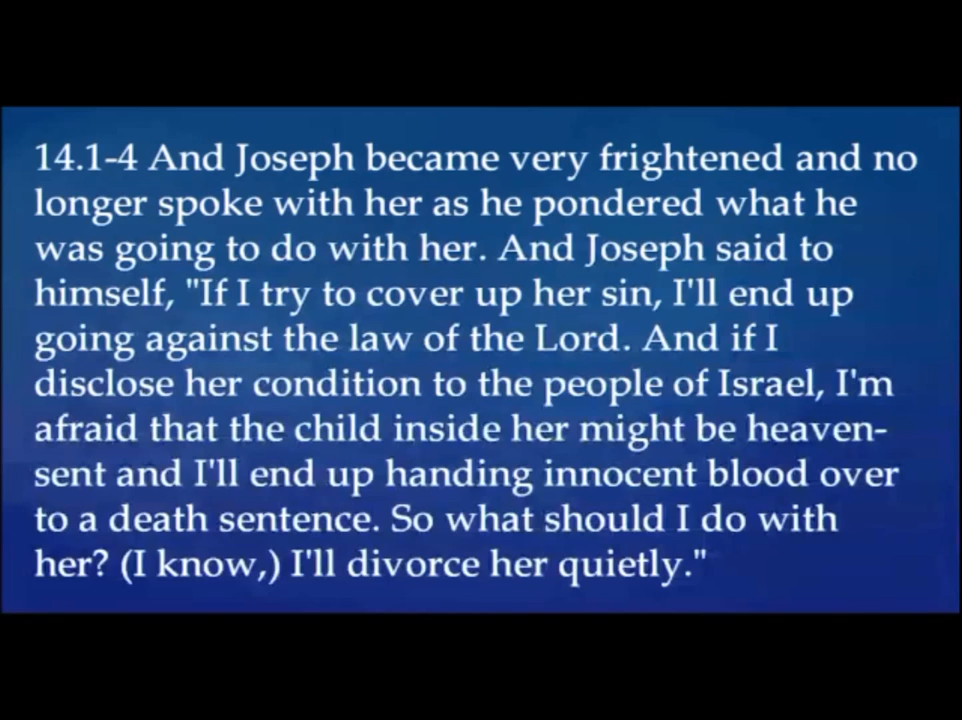 14.1-4 And Joseph became very frightened and no
longer spoke with her as he pondered what he
was going to do with her. And Joseph said to
himself, "If I try to cover up her sin, I'll end up
going against the law of the Lord. And if I
disclose her condition to the people of Israel, I'm
afraid that the child inside her might be heaven-
sent and I'll end up handing innocent blood over
to a death sentence. So what should I do with
her? (I know,) I'll divorce her quietly."